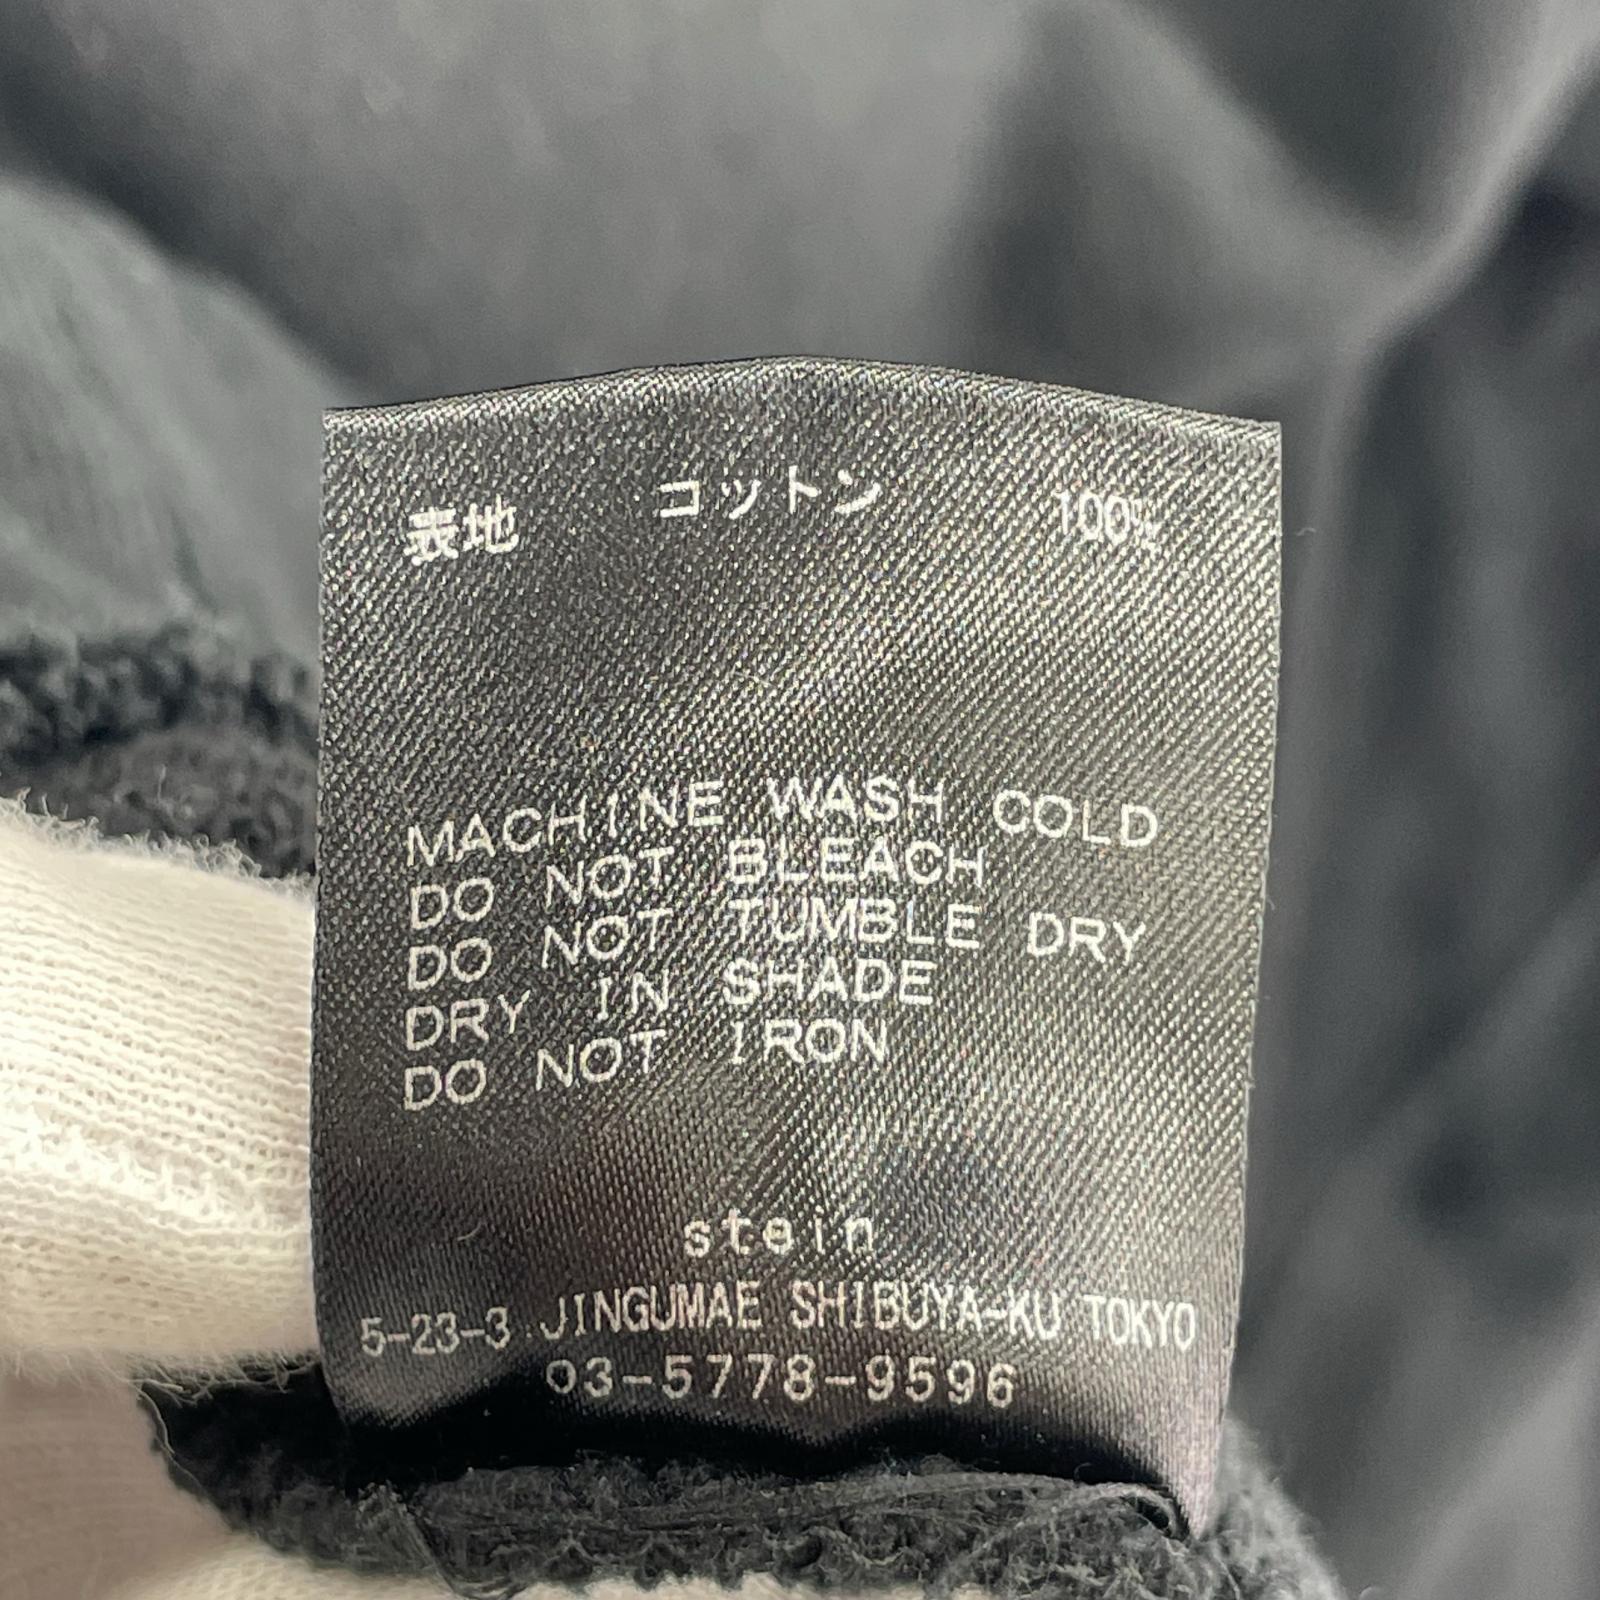 表地 コットン 100%
MACHINE WASH COLD
DO NOT BLEACH
DO NOT TUMBLE DRY
DRY IN SHADE
DO NOT IRON
stein
5-23-3 JINGUMAE SHIBUYA-KU TOKYO
03-5778-9596